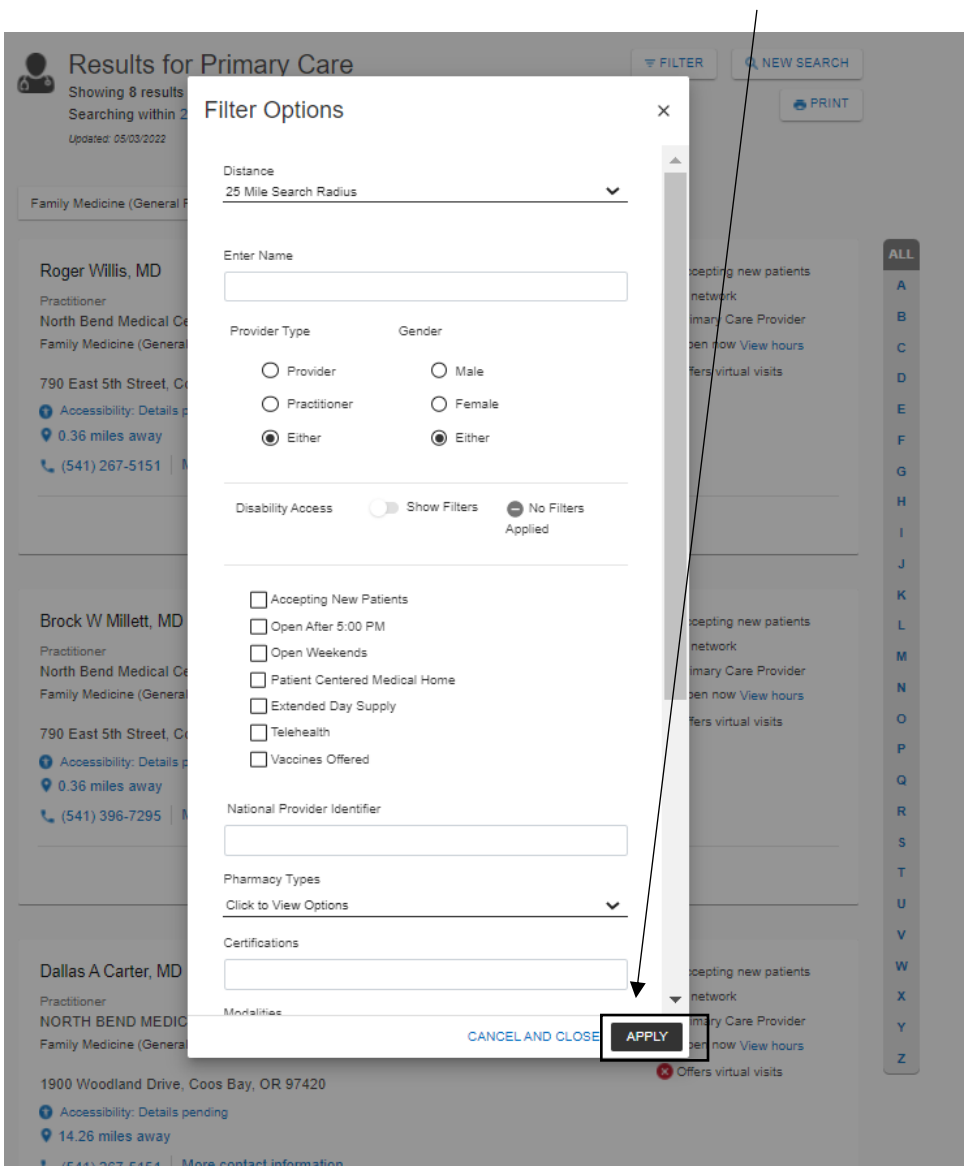 Results for Primary Care
FILTER
NEW SEARCH
Showing 8 results
Searching within 2
PRINT
Updated: 05/03/2022
Family Medicine (General
Filter Options
×
Distance
25 Mile Search Radius
Enter Name
Provider Type
Gender
Provider
Male
Practitioner
Female
Either
Either
Disability Access
Show Filters
No Filters
Applied
Accepting New Patients
Open After 5:00 PM
Open Weekends
Patient Centered Medical Home
Extended Day Supply
Telehealth
Vaccines Offered
National Provider Identifier
Pharmacy Types
Click to View Options
Certifications
Modalities
CANCEL AND CLOSE
APPLY
Roger Willis, MD
Practitioner
North Bend Medical Ce
Family Medicine (General
790 East 5th Street, Co
Accessibility: Details p
0.36 miles away
(541) 267-5151
ccepting new patients
network
imary Care Provider
pen now View hours
ffers virtual visits
Brock W Millett, MD
Practitioner
North Bend Medical Ce
Family Medicine (General
790 East 5th Street, Co
Accessibility: Details p
0.36 miles away
(541) 396-7295
ccepting new patients
network
imary Care Provider
pen now View hours
ffers virtual visits
Dallas A Carter, MD
Practitioner
NORTH BEND MEDIC
Family Medicine (General
1900 Woodland Drive, Coos Bay, OR 97420
Accessibility: Details pending
14.26 miles away
(541) 267-5151
More contact information
ccepting new patients
network
imary Care Provider
pen now View hours
Offers virtual visits
ALL
A
B
C
D
E
F
G
H
I
J
K
L
M
N
O
P
Q
R
S
T
U
V
W
X
Y
Z